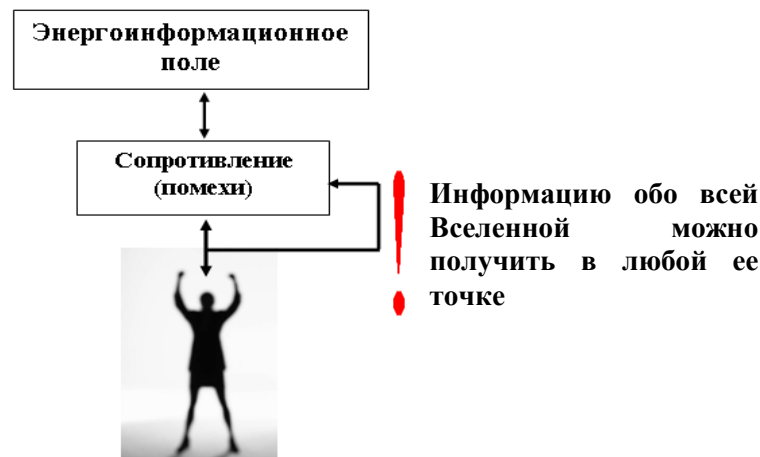 Энергоинформационное
поле
Сопротивление
(помехи)
Информацию обо всей
Вселенной можно
получить в любой ее
точке